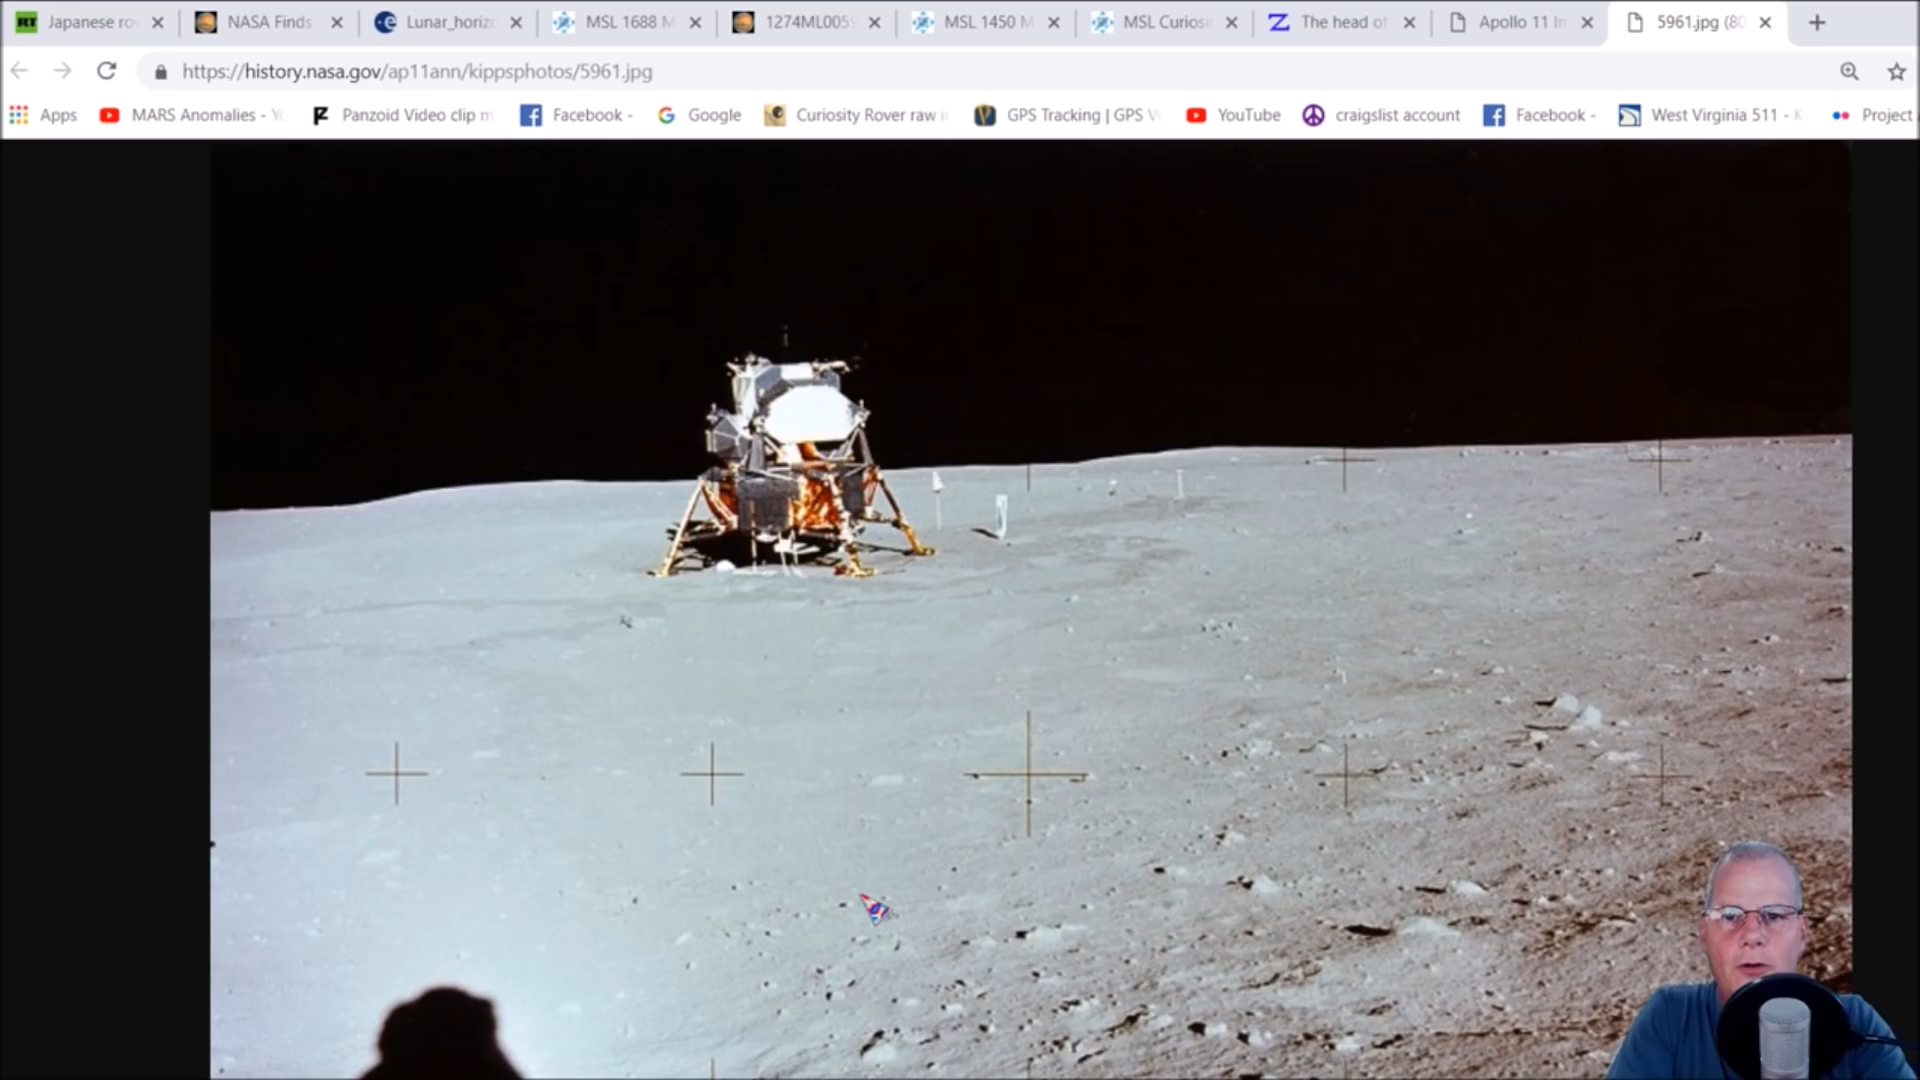 RT Japanese ro
NASA Finds
Lunar_horiz
MSL 1688 M
1274ML005
MSL 1450 M
MSL Curios
The head of
Apollo 11 I
5961.jpg (80
https://history.nasa.gov/ap11ann/kippsphotos/5961.jpg
Apps
MARS Anomalies - Y
Panzoid Video clip m
Facebook -
Google
Curiosity Rover raw i
GPS Tracking | GPS V
YouTube
craigslist account
Facebook -
West Virginia 511 -
Project